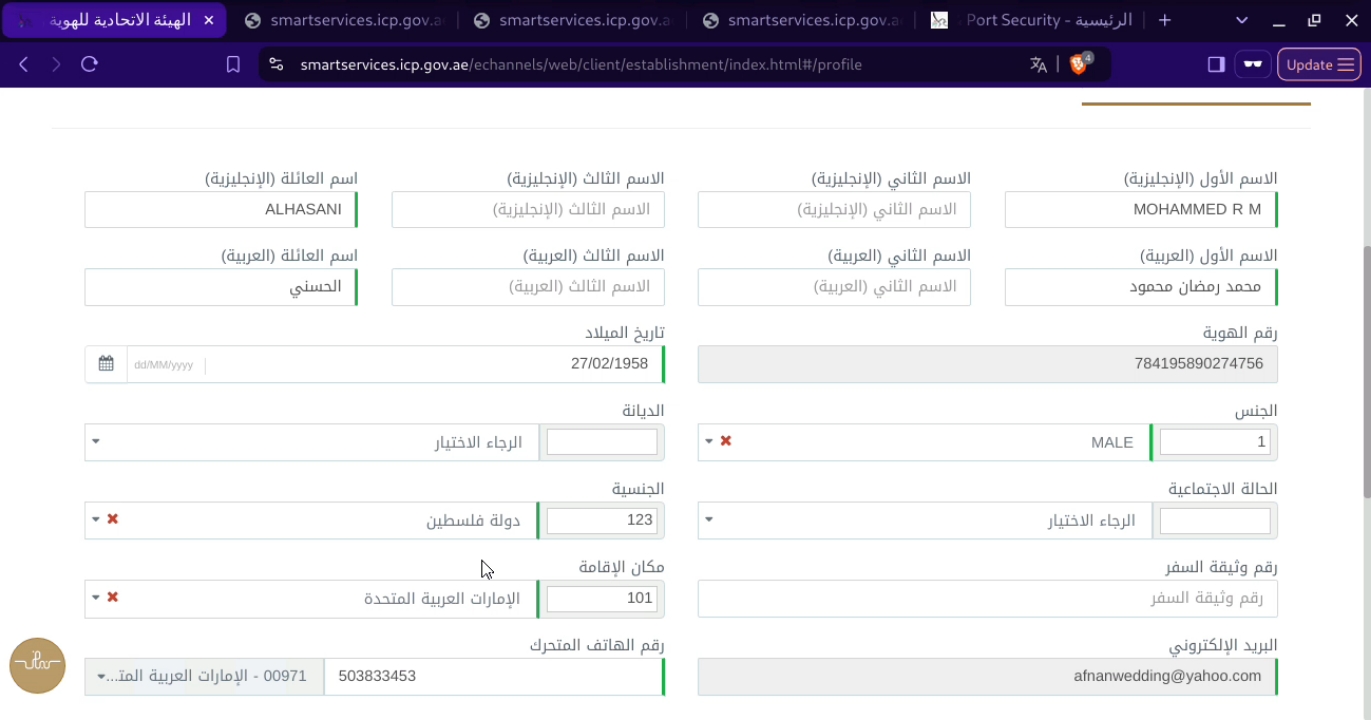 الهيئة الاتحادية للهوية
smartservices.icp.gov.a
smartservices.icp.gov.a
smartservices.icp.gov.a
الرئيسية - Port Security
smartservices.icp.gov.ae/echannels/web/client/establishment/index.html#/profile
4
Update
الاسم الأول (الإنجليزية) الاسم الثاني (الإنجليزية) الاسم الثالث (الإنجليزية) اسم العائلة (الإنجليزية)
MOHAMMED R M الاسم الثاني (الإنجليزية) الاسم الثالث (الإنجليزية) ALHASANI
الاسم الأول (العربية) الاسم الثاني (العربية) الاسم الثالث (العربية) اسم العائلة (العربية)
محمد رمضان محمود الاسم الثاني (العربية) الاسم الثالث (العربية) الحسني
رقم الهوية تاريخ الميلاد
784195890274756 27/02/1958 dd/MM/yyyy
الجنس الديانة
1 MALE الرجاء الاختيار
الحالة الاجتماعية الجنسية
الرجاء الاختيار 123 دولة فلسطين
رقم وثيقة السفر مكان الإقامة
رقم وثيقة السفر 101 الإمارات العربية المتحدة
البريد الإلكتروني رقم الهاتف المتحرك
afnanwedding@yahoo.com 503833453 00971 - الإمارات العربية المتـ...